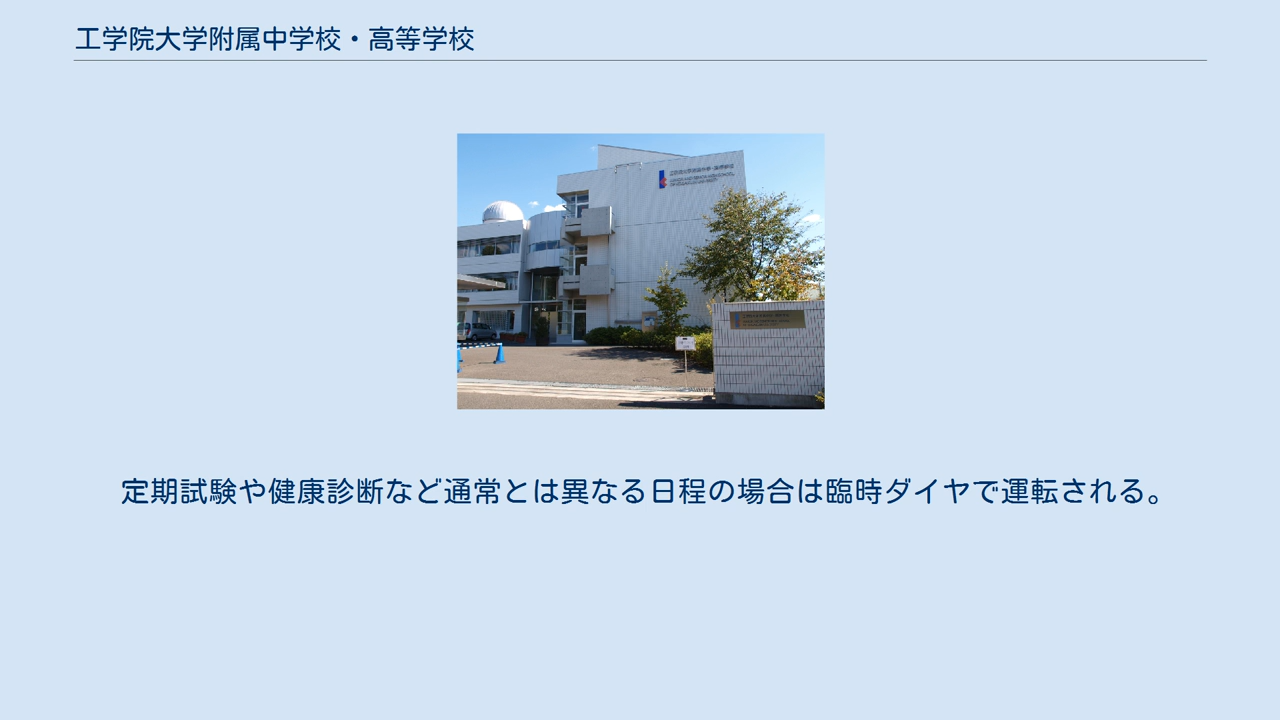 工学院大学附属中学校・高等学校
定期試験や健康診断など通常とは異なる日程の場合は臨時ダイヤで運転される。